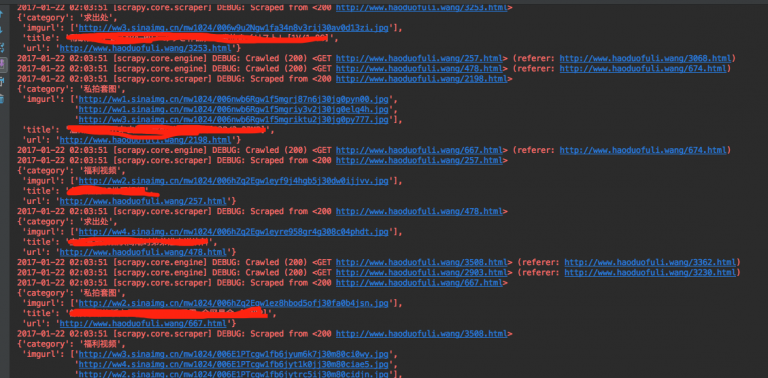 2017-01-22 02:03:51 [scrapy.core.scraper] DEBUG: Scraped from <200 http://www.haoduofuli.wang/3253.html>
{'category': '求出处',
'imgurl': ['http://ww3.sinaimg.cn/mw1024/006w9u2Ngw1fa34n8v3rij30av0d13zi.jpg'],
'title':
'url': 'http://www.haoduofuli.wang/3253.html'}
2017-01-22 02:03:51 [scrapy.core.engine] DEBUG: Crawled (200) <GET http://www.haoduofuli.wang/257.html> (referer: http://www.haoduofuli.wang/3068.html)
2017-01-22 02:03:51 [scrapy.core.engine] DEBUG: Crawled (200) <GET http://www.haoduofuli.wang/478.html> (referer: http://www.haoduofuli.wang/674.html)
2017-01-22 02:03:51 [scrapy.core.scraper] DEBUG: Scraped from <200 http://www.haoduofuli.wang/2198.html>
{'category': '私拍套图',
'imgurl': ['http://ww1.sinaimg.cn/mw1024/006nwb6Rgw1f5mgrj87n6j30jg0pyn00.jpg',
'http://ww1.sinaimg.cn/mw1024/006nwb6Rgw1f5mgriy3v2j30jg0elq4h.jpg',
'http://ww3.sinaimg.cn/mw1024/006nwb6Rgw1f5mgriktu2j30jg0py777.jpg'],
'title':
'url': 'http://www.haoduofuli.wang/2198.html'}
2017-01-22 02:03:51 [scrapy.core.engine] DEBUG: Crawled (200) <GET http://www.haoduofuli.wang/667.html> (referer: http://www.haoduofuli.wang/674.html)
2017-01-22 02:03:51 [scrapy.core.scraper] DEBUG: Scraped from <200 http://www.haoduofuli.wang/257.html>
{'category': '福利视频',
'imgurl': ['http://ww2.sinaimg.cn/mw1024/006hZq2Egw1eyf9j4hgb5j30dw0ijjvv.jpg'],
'title':
'url': 'http://www.haoduofuli.wang/257.html'}
2017-01-22 02:03:51 [scrapy.core.scraper] DEBUG: Scraped from <200 http://www.haoduofuli.wang/478.html>
{'category': '求出处',
'imgurl': ['http://ww4.sinaimg.cn/mw1024/006hZq2Egw1evre958gr4g308c04phdt.jpg'],
'title':
'url': 'http://www.haoduofuli.wang/478.html'}
2017-01-22 02:03:51 [scrapy.core.engine] DEBUG: Crawled (200) <GET http://www.haoduofuli.wang/3508.html> (referer: http://www.haoduofuli.wang/3362.html)
2017-01-22 02:03:51 [scrapy.core.engine] DEBUG: Crawled (200) <GET http://www.haoduofuli.wang/2903.html> (referer: http://www.haoduofuli.wang/3230.html)
2017-01-22 02:03:51 [scrapy.core.scraper] DEBUG: Scraped from <200 http://www.haoduofuli.wang/667.html>
{'category': '私拍套图',
'imgurl': ['http://ww2.sinaimg.cn/mw1024/006hZq2Egw1ez8hbod5ofj30fa0b4jsn.jpg'],
'title':
'url': 'http://www.haoduofuli.wang/667.html'}
2017-01-22 02:03:51 [scrapy.core.scraper] DEBUG: Scraped from <200 http://www.haoduofuli.wang/3508.html>
{'category': '福利视频',
'imgurl': ['http://ww3.sinaimg.cn/mw1024/006E1PTcgw1fb6jyum6k7j30m80ci0wy.jpg',
'http://ww4.sinaimg.cn/mw1024/006E1PTcgw1fb6jyt1k0jj30m80ciae5.jpg',
'http://ww2.sinaimg.cn/mw1024/006E1PTcgw1fb6jytrc5ij30m80cidjn.jpg',